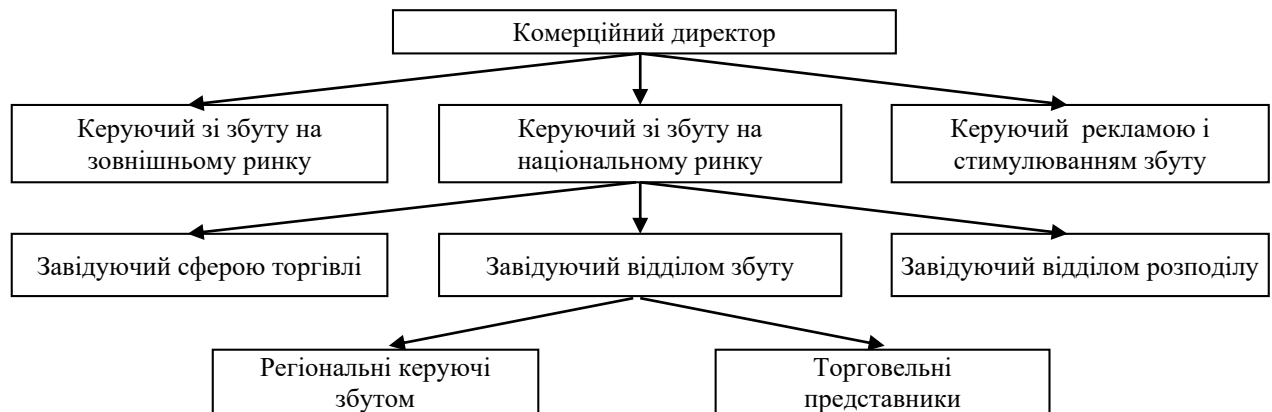 Комерційний директор
Керуючий зі збуту на
зовнішньому ринку
Керуючий зі збуту на
національному ринку
Керуючий рекламою і
стимулюванням збуту
Завідуючий сферою торгівлі
Завідуючий відділом збуту
Завідуючий відділом розподілу
Регіональні керуючі
збутом
Торговельні
представники